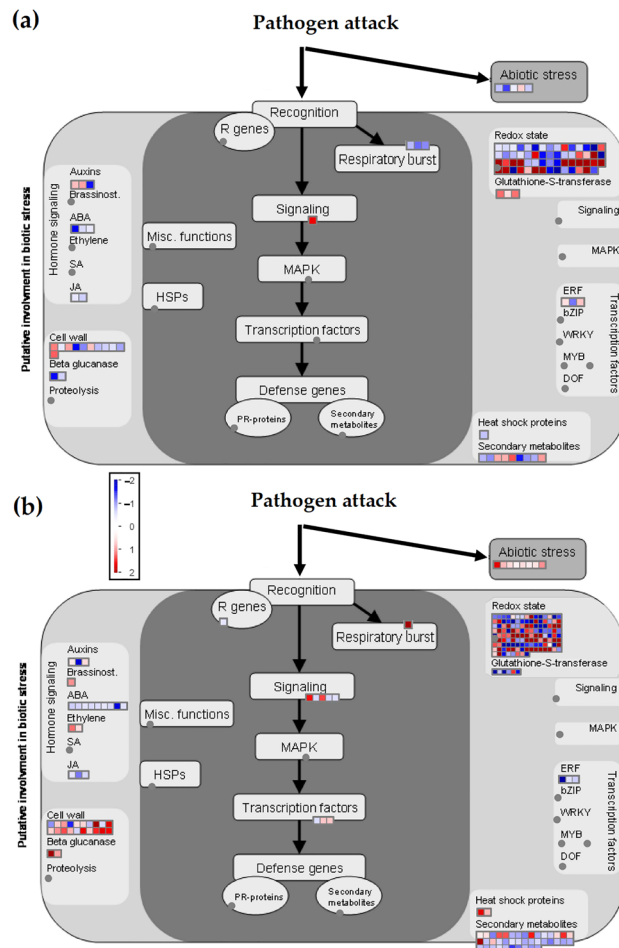 (a)
Pathogen attack
Abiotic stress
Recognition
R genes
Respiratory burst
Redox state
Glutathione-S-transferase
Putative involvment in biotic stress
Hormone signaling
Auxins
Brassinost.
ABA
Ethylene
SA
JA
Signaling
Misc. functions
MAPK
HSPs
Transcription factors
Defense genes
PR-proteins
Secondary
metabolites
Cell wall
Beta glucanase
Proteolysis
Signaling
MAPK
ERF
bZIP
WRKY
MYB
DOF
Transcription factors
Heat shock proteins
Secondary metabolites
−2
−1
0
1
2
(b)
Pathogen attack
Abiotic stress
Recognition
R genes
Respiratory burst
Redox state
Glutathione-S-transferase
Putative involvment in biotic stress
Hormone signaling
Auxins
Brassinost.
ABA
Ethylene
SA
JA
Signaling
Misc. functions
MAPK
HSPs
Transcription factors
Defense genes
PR-proteins
Secondary
metabolites
Cell wall
Beta glucanase
Proteolysis
Signaling
MAPK
ERF
bZIP
WRKY
MYB
DOF
Transcription factors
Heat shock proteins
Secondary metabolites